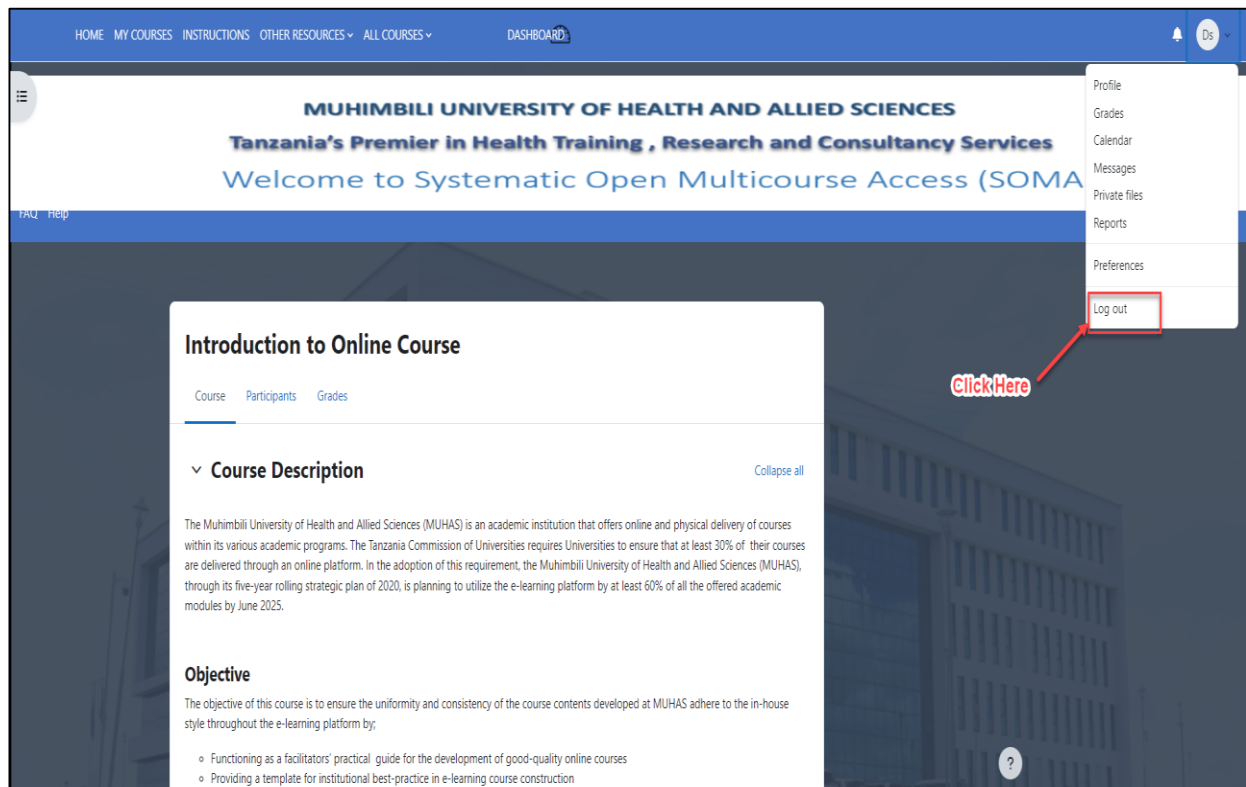 HOME MY COURSES INSTRUCTIONS OTHER RESOURCES ALL COURSES DASHBOARD Ds
MUHIMBILI UNIVERSITY OF HEALTH AND ALLIED SCIENCES
Tanzania's Premier in Health Training , Research and Consultancy Services
Welcome to Systematic Open Multicourse Access (SOMA
FAQ Help
Profile
Grades
Calendar
Messages
Private files
Reports
Preferences
Log out
Click Here
Introduction to Online Course
Course Participants Grades
Course Description Collapse all
The Muhimbili University of Health and Allied Sciences (MUHAS) is an academic institution that offers online and physical delivery of courses
within its various academic programs. The Tanzania Commission of Universities requires Universities to ensure that at least 30% of their courses
are delivered through an online platform. In the adoption of this requirement, the Muhimbili University of Health and Allied Sciences (MUHAS),
through its five-year rolling strategic plan of 2020, is planning to utilize the e-learning platform by at least 60% of all the offered academic
modules by June 2025.
Objective
The objective of this course is to ensure the uniformity and consistency of the course contents developed at MUHAS adhere to the in-house
style throughout the e-learning platform by;
Functioning as a facilitators' practical guide for the development of good-quality online courses
Providing a template for institutional best-practice in e-learning course construction
?